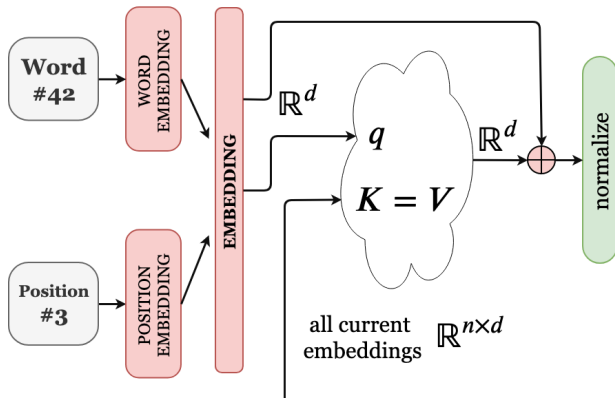 Word
#42
WORD
EMBEDDING
EMBEDDING
ℝ^d
q
K = V
ℝ^d
normalize
Position
#3
POSITION
EMBEDDING
all current
embeddings ℝ^{n×d}